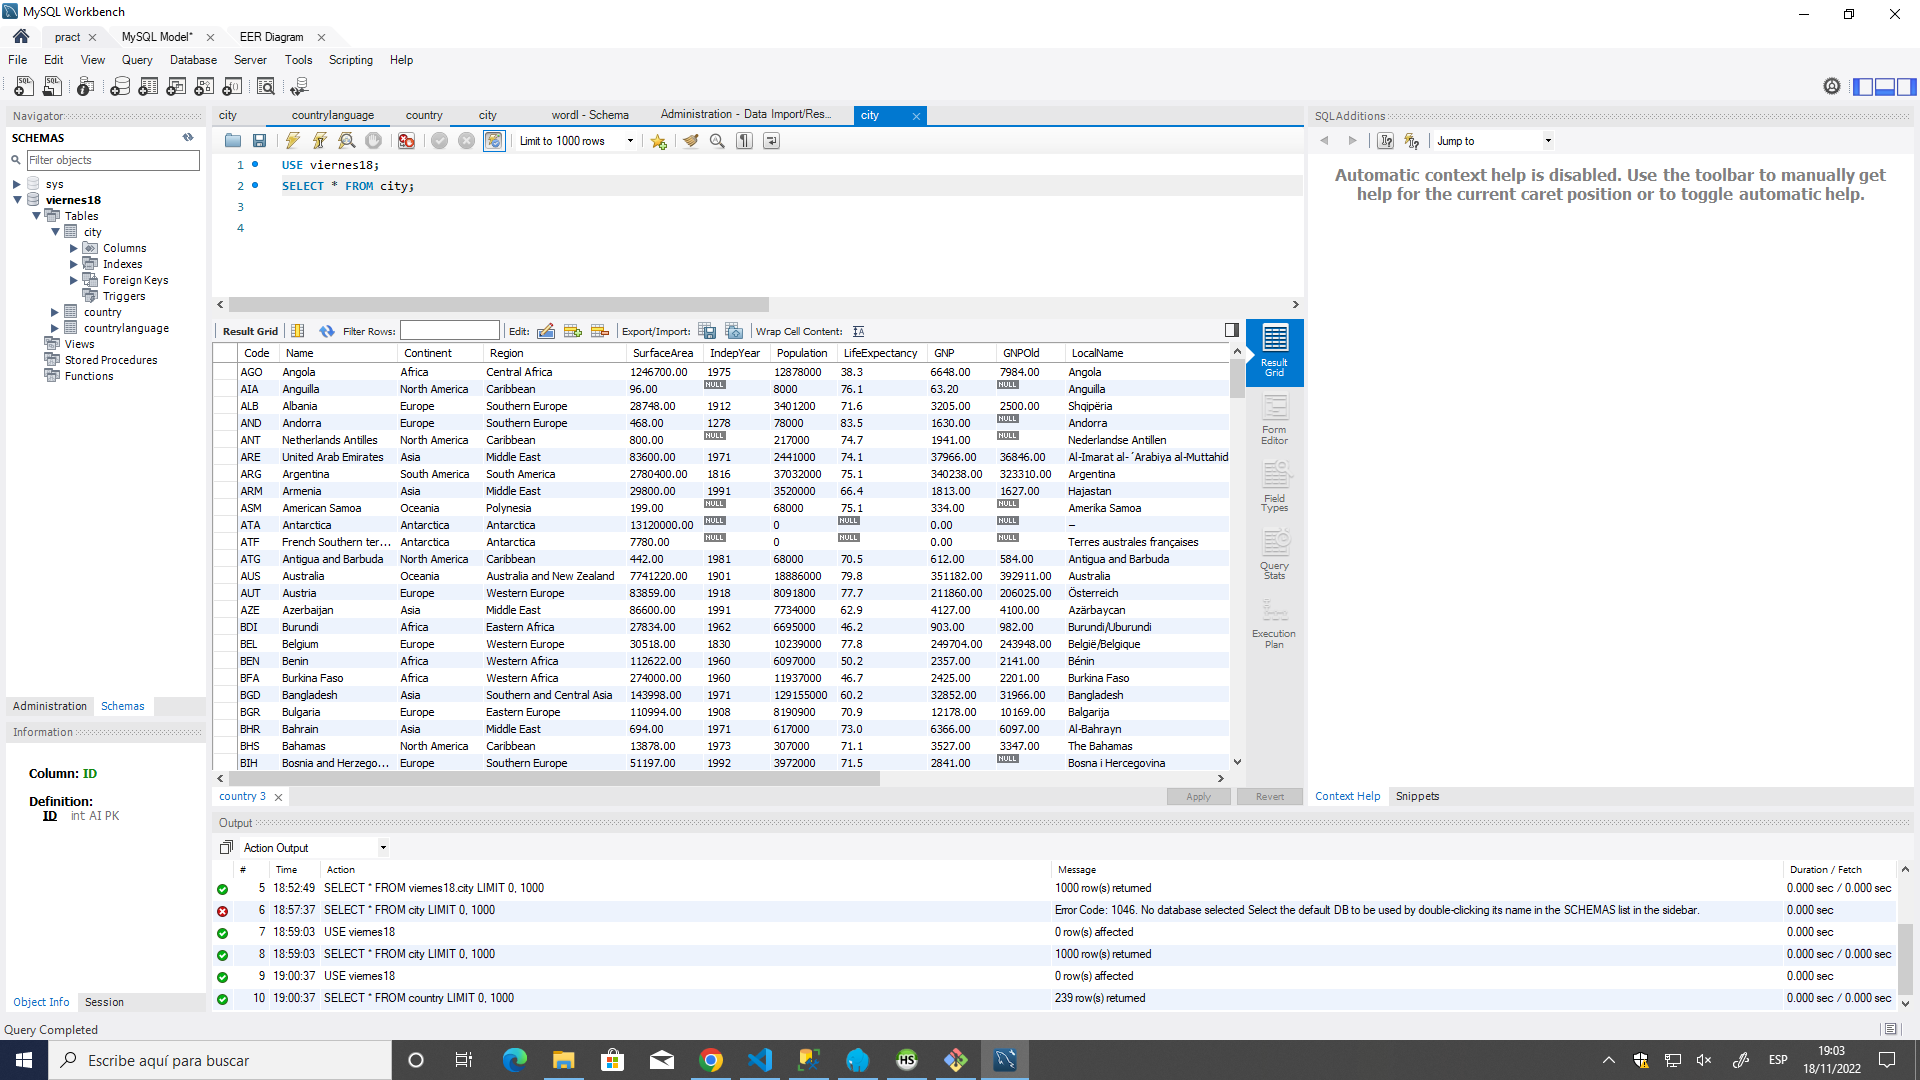 MySQL Workbench
pract
MySQL Model*
EER Diagram
File Edit View Query Database Server Tools Scripting Help
Navigator
SCHEMAS
Filter objects
sys
viernes18
Tables
city
Columns
Indexes
Foreign Keys
Triggers
country
countrylanguage
Views
Stored Procedures
Functions
Administration Schemas
Information
Column: ID
Definition:
ID int AI PK
Object Info Session
city countrylanguage country city wordl - Schema Administration - Data Import/Res... city
Limit to 1000 rows
1 USE viernes18;
2 SELECT * FROM city;
3
4
Result Grid Filter Rows: Edit: Export/Import: Wrap Cell Content:
Code Name Continent Region SurfaceArea IndepYear Population LifeExpectancy GNP GNPOld LocalName
AGO Angola Africa Central Africa 1246700.00 1975 12878000 38.3 6648.00 7984.00 Angola
AIA Anguilla North America Caribbean 96.00 NULL 8000 76.1 63.20 NULL Anguilla
ALB Albania Europe Southern Europe 28748.00 1912 3401200 71.6 3205.00 2500.00 Shqipëria
AND Andorra Europe Southern Europe 468.00 1278 78000 83.5 1630.00 NULL Andorra
ANT Netherlands Antilles North America Caribbean 800.00 NULL 217000 74.7 1941.00 NULL Nederlandse Antillen
ARE United Arab Emirates Asia Middle East 83600.00 1971 2441000 74.1 37966.00 36846.00 Al-Imarat al-´Arabiya al-Muttahid
ARG Argentina South America South America 2780400.00 1816 37032000 75.1 340238.00 323310.00 Argentina
ARM Armenia Asia Middle East 29800.00 1991 3520000 66.4 1813.00 1627.00 Hajastan
ASM American Samoa Oceania Polynesia 199.00 NULL 68000 75.1 334.00 NULL Amerika Samoa
ATA Antarctica Antarctica Antarctica 13120000.00 NULL 0 NULL 0.00 NULL –
ATF French Southern ter... Antarctica Antarctica 7780.00 NULL 0 NULL 0.00 NULL Terres australes françaises
ATG Antigua and Barbuda North America Caribbean 442.00 1981 68000 70.5 612.00 584.00 Antigua and Barbuda
AUS Australia Oceania Australia and New Zealand 7741220.00 1901 18886000 79.8 351182.00 392911.00 Australia
AUT Austria Europe Western Europe 83859.00 1918 8091800 77.7 211860.00 206025.00 Österreich
AZE Azerbaijan Asia Middle East 86600.00 1991 7734000 62.9 4127.00 4100.00 Azärbaycan
BDI Burundi Africa Eastern Africa 27834.00 1962 6695000 46.2 903.00 982.00 Burundi/Uburundi
BEL Belgium Europe Western Europe 30518.00 1830 10239000 77.8 249704.00 243948.00 België/Belgique
BEN Benin Africa Western Africa 112622.00 1960 6097000 50.2 2357.00 2141.00 Bénin
BFA Burkina Faso Africa Western Africa 274000.00 1960 11937000 46.7 2425.00 2201.00 Burkina Faso
BGD Bangladesh Asia Southern and Central Asia 143998.00 1971 129155000 60.2 32852.00 31966.00 Bangladesh
BGR Bulgaria Europe Eastern Europe 110994.00 1908 8190900 70.9 12178.00 10169.00 Balgarija
BHR Bahrain Asia Middle East 694.00 1971 617000 73.0 6366.00 6097.00 Al-Bahrayn
BHS Bahamas North America Caribbean 13878.00 1973 307000 71.1 3527.00 3347.00 The Bahamas
BIH Bosnia and Herzego... Europe Southern Europe 51197.00 1992 3972000 71.5 2841.00 NULL Bosna i Hercegovina
Result Grid
Form Editor
Field Types
Query Stats
Execution Plan
country 3
Apply Revert
SQLAdditions
Jump to
Automatic context help is disabled. Use the toolbar to manually get
help for the current caret position or to toggle automatic help.
Context Help Snippets
Output
Action Output
# Time Action Message Duration / Fetch
5 18:52:49 SELECT * FROM viernes18.city LIMIT 0, 1000 1000 row(s) returned 0.000 sec / 0.000 sec
6 18:57:37 SELECT * FROM city LIMIT 0, 1000 Error Code: 1046. No database selected Select the default DB to be used by double-clicking its name in the SCHEMAS list in the sidebar. 0.000 sec
7 18:59:03 USE viernes18 0 row(s) affected 0.000 sec
8 18:59:03 SELECT * FROM city LIMIT 0, 1000 1000 row(s) returned 0.000 sec / 0.000 sec
9 19:00:37 USE viernes18 0 row(s) affected 0.000 sec
10 19:00:37 SELECT * FROM country LIMIT 0, 1000 239 row(s) returned 0.000 sec / 0.000 sec
Query Completed
Escribe aquí para buscar
HS
ESP
19:03
18/11/2022